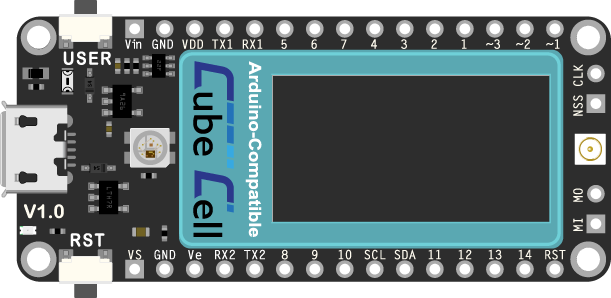 Vin GND VDD TX1 RX1 5 6 7 4 3 2 1 ~3 ~2 ~1
USER
CLK
NSS
Arduino-Compatible
Cube Cell
MO
MI
V1.0
RST
VS GND Ve RX2 TX2 8 9 10 SCL SDA 11 12 13 14 RST